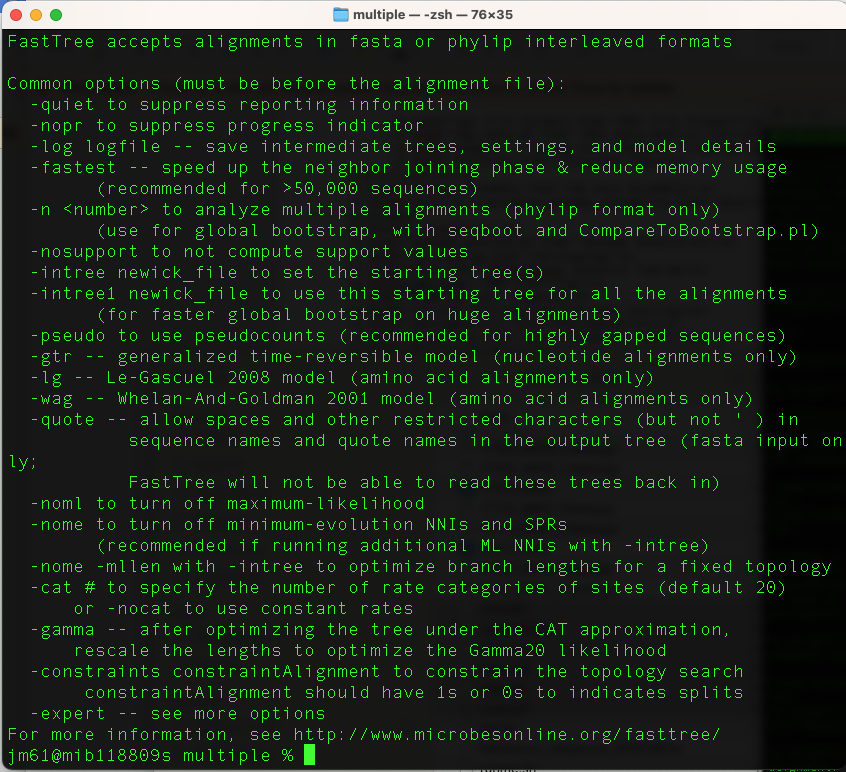 multiple — -zsh — 76×35
FastTree accepts alignments in fasta or phylip interleaved formats

Common options (must be before the alignment file):
  -quiet to suppress reporting information
  -nopr to suppress progress indicator
  -log logfile -- save intermediate trees, settings, and model details
  -fastest -- speed up the neighbor joining phase & reduce memory usage
        (recommended for >50,000 sequences)
  -n <number> to analyze multiple alignments (phylip format only)
        (use for global bootstrap, with seqboot and CompareToBootstrap.pl)
  -nosupport to not compute support values
  -intree newick_file to set the starting tree(s)
  -intree1 newick_file to use this starting tree for all the alignments
        (for faster global bootstrap on huge alignments)
  -pseudo to use pseudocounts (recommended for highly gapped sequences)
  -gtr -- generalized time-reversible model (nucleotide alignments only)
  -lg -- Le-Gascuel 2008 model (amino acid alignments only)
  -wag -- Whelan-And-Goldman 2001 model (amino acid alignments only)
  -quote -- allow spaces and other restricted characters (but not ' ) in
           sequence names and quote names in the output tree (fasta input on
ly;
           FastTree will not be able to read these trees back in)
  -noml to turn off maximum-likelihood
  -nome to turn off minimum-evolution NNIs and SPRs
        (recommended if running additional ML NNIs with -intree)
  -nome -mllen with -intree to optimize branch lengths for a fixed topology
  -cat # to specify the number of rate categories of sites (default 20)
      or -nocat to use constant rates
  -gamma -- after optimizing the tree under the CAT approximation,
      rescale the lengths to optimize the Gamma20 likelihood
  -constraints constraintAlignment to constrain the topology search
       constraintAlignment should have 1s or 0s to indicates splits
  -expert -- see more options
For more information, see http://www.microbesonline.org/fasttree/
jm61@mib118809s multiple %